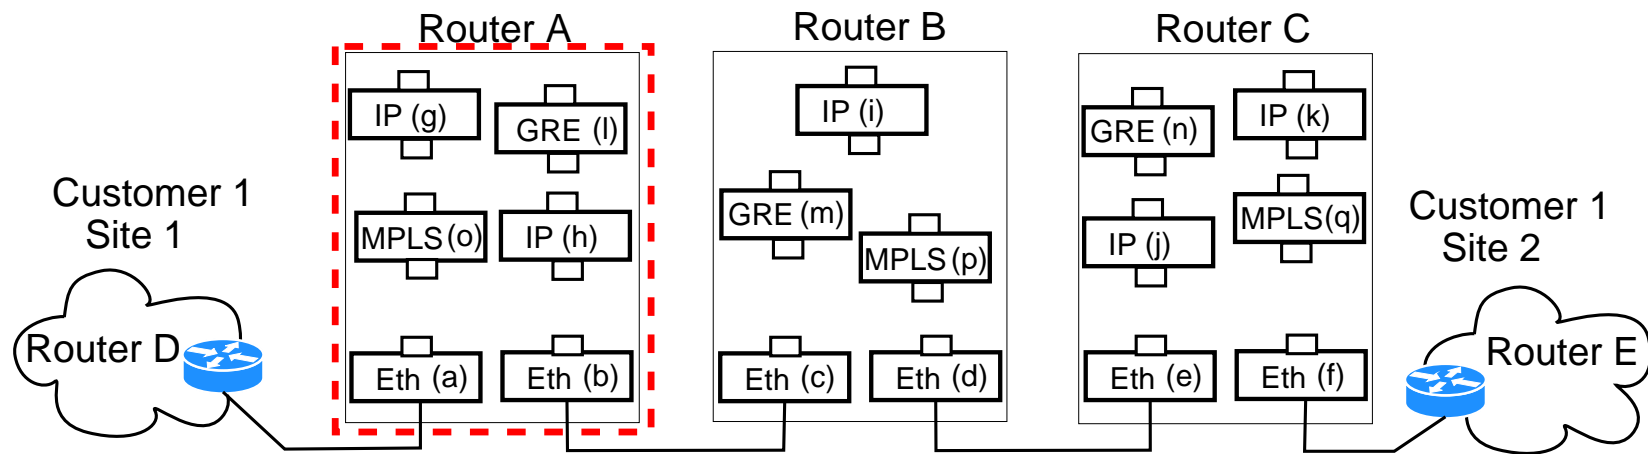 Router A
Router B
Router C
IP (g)
GRE (l)
MPLS (o)
IP (h)
Eth (a)
Eth (b)
IP (i)
GRE (m)
MPLS (p)
Eth (c)
Eth (d)
GRE (n)
IP (k)
IP (j)
MPLS(q)
Eth (e)
Eth (f)
Customer 1
Site 1
Router D
Customer 1
Site 2
Router E